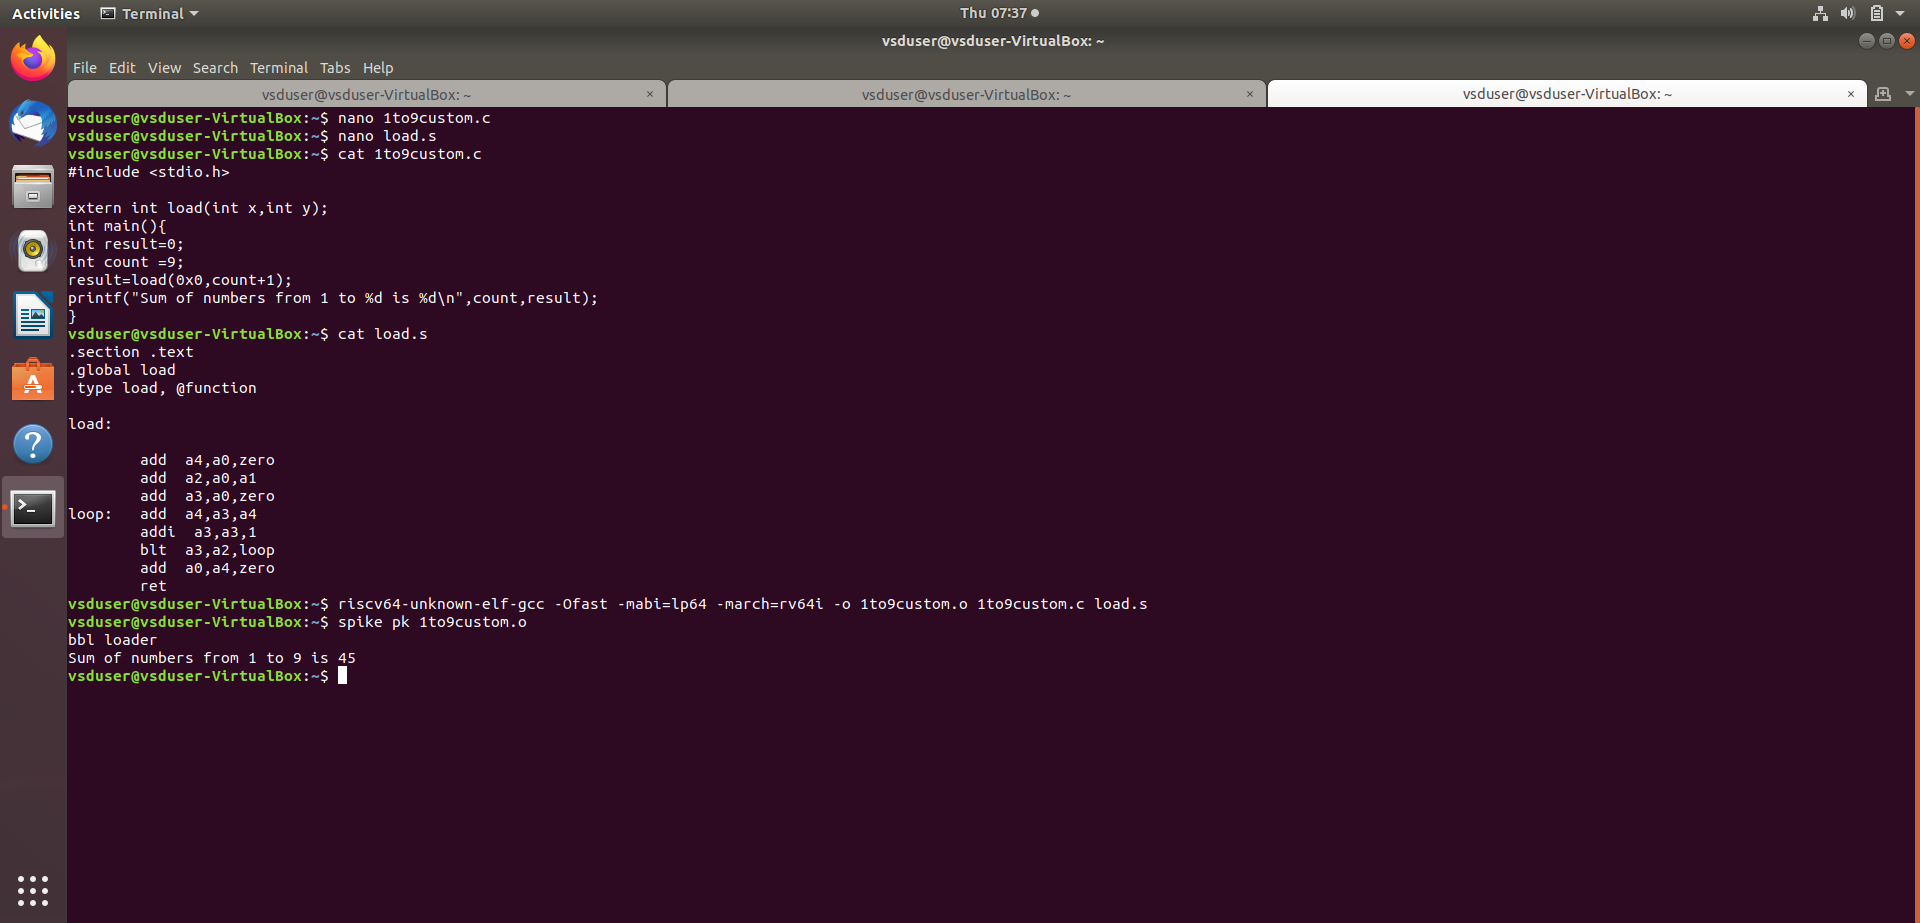 Activities Terminal Thu 07:37
vsduser@vsduser-VirtualBox: ~
File Edit View Search Terminal Tabs Help
vsduser@vsduser-VirtualBox: ~ × vsduser@vsduser-VirtualBox: ~ × vsduser@vsduser-VirtualBox: ~ ×
vsduser@vsduser-VirtualBox:~$ nano 1to9custom.c
vsduser@vsduser-VirtualBox:~$ nano load.s
vsduser@vsduser-VirtualBox:~$ cat 1to9custom.c
#include <stdio.h>
extern int load(int x,int y);
int main(){
int result=0;
int count =9;
result=load(0x0,count+1);
printf("Sum of numbers from 1 to %d is %d\n",count,result);
}
vsduser@vsduser-VirtualBox:~$ cat load.s
.section .text
.global load
.type load, @function
load:
add a4,a0,zero
add a2,a0,a1
add a3,a0,zero
loop: add a4,a3,a4
addi a3,a3,1
blt a3,a2,loop
add a0,a4,zero
ret
vsduser@vsduser-VirtualBox:~$ riscv64-unknown-elf-gcc -Ofast -mabi=lp64 -march=rv64i -o 1to9custom.o 1to9custom.c load.s
vsduser@vsduser-VirtualBox:~$ spike pk 1to9custom.o
bbl loader
Sum of numbers from 1 to 9 is 45
vsduser@vsduser-VirtualBox:~$